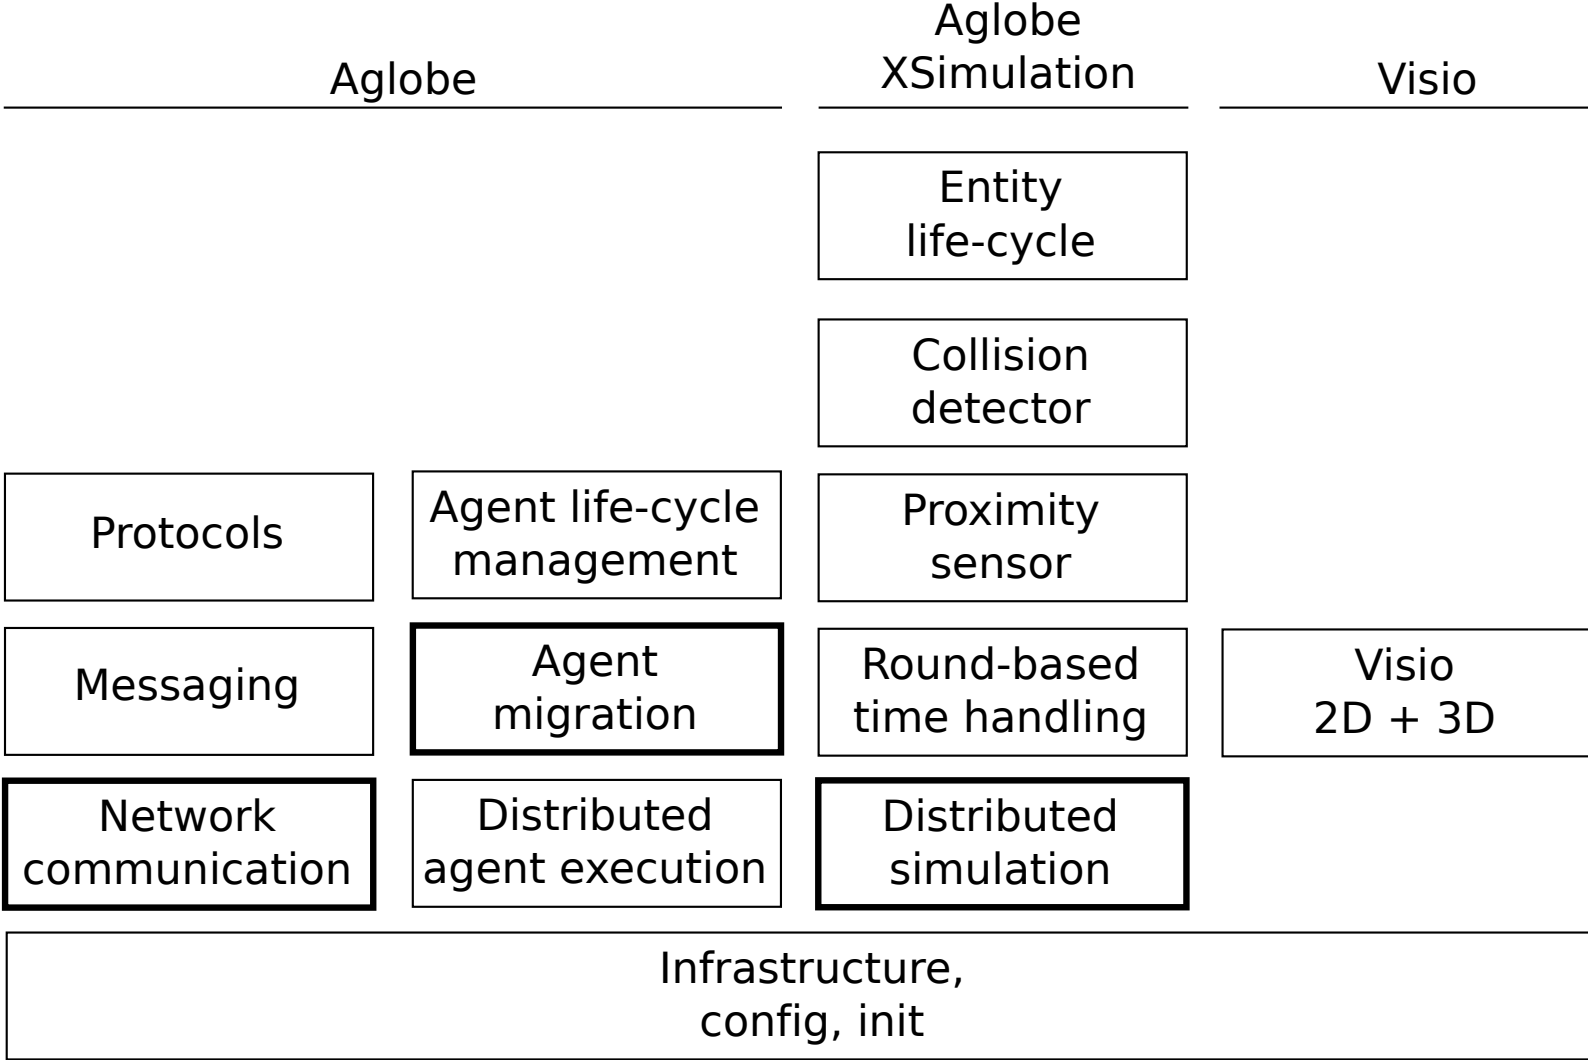 Aglobe
Aglobe
XSimulation
Visio
Entity
life-cycle
Collision
detector
Protocols
Agent life-cycle
management
Proximity
sensor
Messaging
Agent
migration
Round-based
time handling
Visio
2D + 3D
Network
communication
Distributed
agent execution
Distributed
simulation
Infrastructure,
config, init